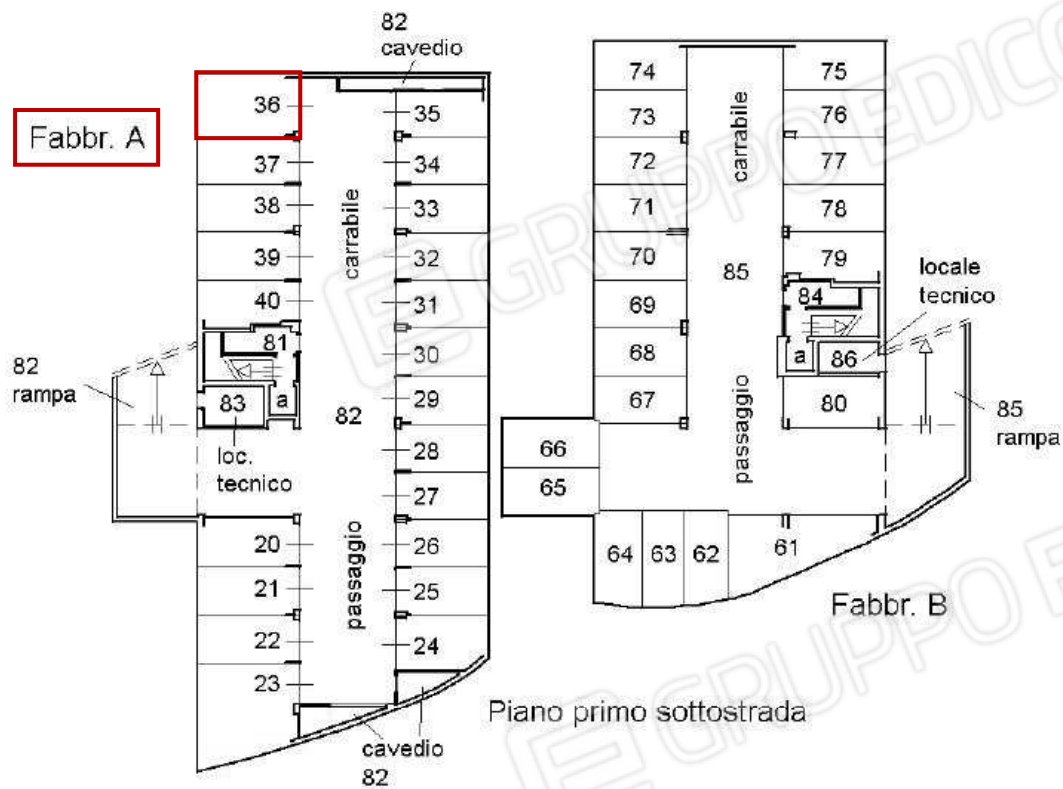 82
cavedio
36
35
Fabbr. A
37
34
38
carrabile
33
39
32
40
31
81
30
82
rampa
83
a
82
29
loc.
tecnico
28
27
20
passaggio
26
21
25
22
24
23
cavedio
82
74
75
73
carrabile
76
72
77
71
78
70
85
79
locale
tecnico
69
84
68
a
86
67
80
85
rampa
66
passaggio
65
64
63
62
61
Fabbr. B
Piano primo sottostrada
GRUPPO EDICO
GRUPPO E